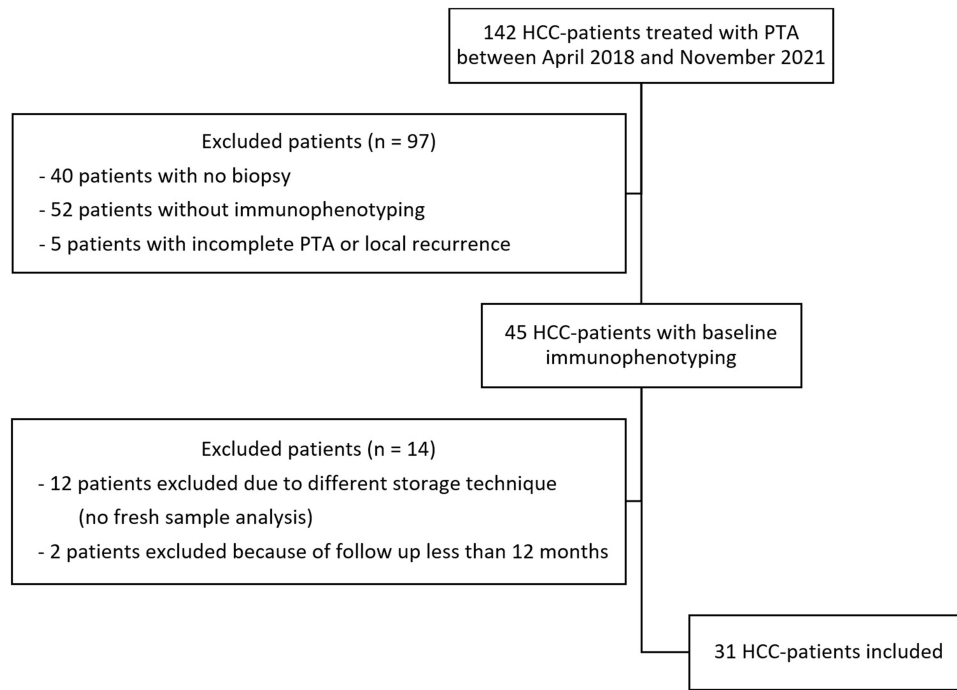 142 HCC-patients treated with PTA
between April 2018 and November 2021
Excluded patients (n = 97)
- 40 patients with no biopsy
- 52 patients without immunophenotyping
- 5 patients with incomplete PTA or local recurrence
45 HCC-patients with baseline
immunophenotyping
Excluded patients (n = 14)
- 12 patients excluded due to different storage technique
(no fresh sample analysis)
- 2 patients excluded because of follow up less than 12 months
31 HCC-patients included